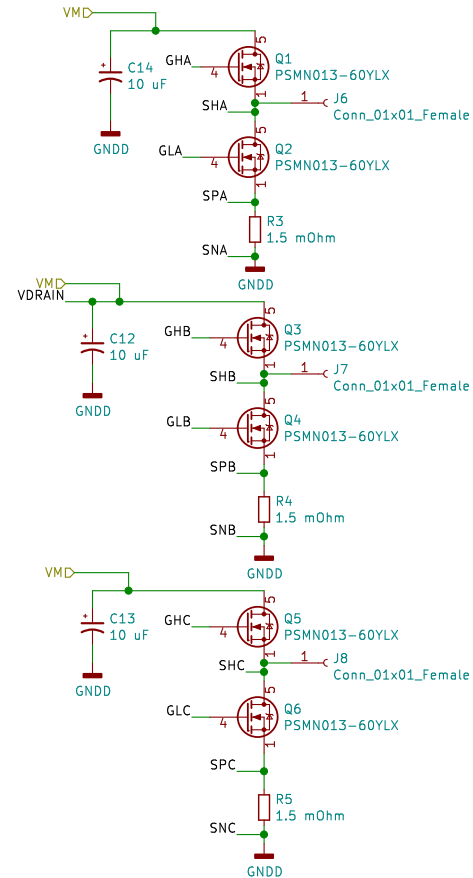 VM
5
GHA
4
Q1
PSMN013-60YLX
C14
10 uF
+
1
SHA
1
J6
Conn_01x01_Female
GNDD
5
GLA
4
Q2
PSMN013-60YLX
1
SPA
R3
1.5 mOhm
SNA
GNDD
VM
VDRAIN
5
GHB
4
Q3
PSMN013-60YLX
+
C12
10 uF
1
SHB
1
J7
Conn_01x01_Female
GNDD
5
GLB
4
Q4
PSMN013-60YLX
1
SPB
R4
1.5 mOhm
SNB
GNDD
VM
5
GHC
4
Q5
PSMN013-60YLX
+
C13
10 uF
1
SHC
1
J8
Conn_01x01_Female
GNDD
5
GLC
4
Q6
PSMN013-60YLX
1
SPC
R5
1.5 mOhm
SNC
GNDD